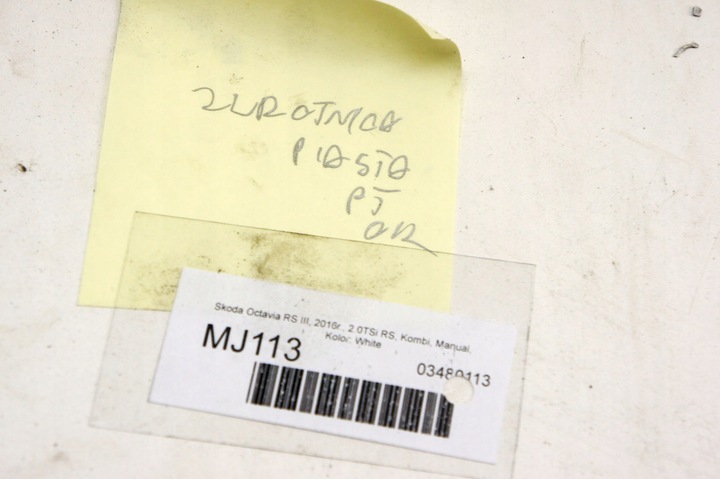 ZWROTNICA
PIASTA
PT
OK
Skoda Octavia RS III, 2016r., 2.0TSi RS, Kombi, Manual,
Kolor: White
MJ113
03480113